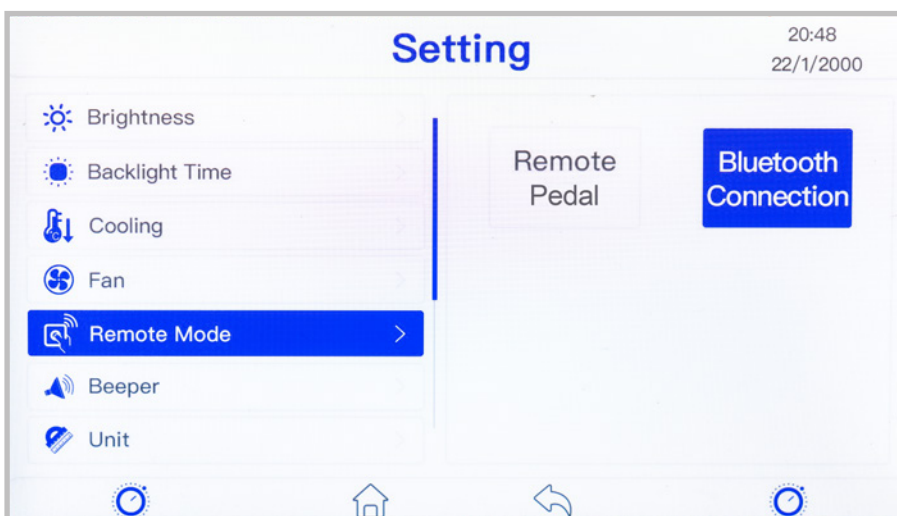 Setting
20:48
22/1/2000
Brightness
Backlight Time
Cooling
Fan
Remote Mode
Beeper
Unit
Remote
Pedal
Bluetooth
Connection